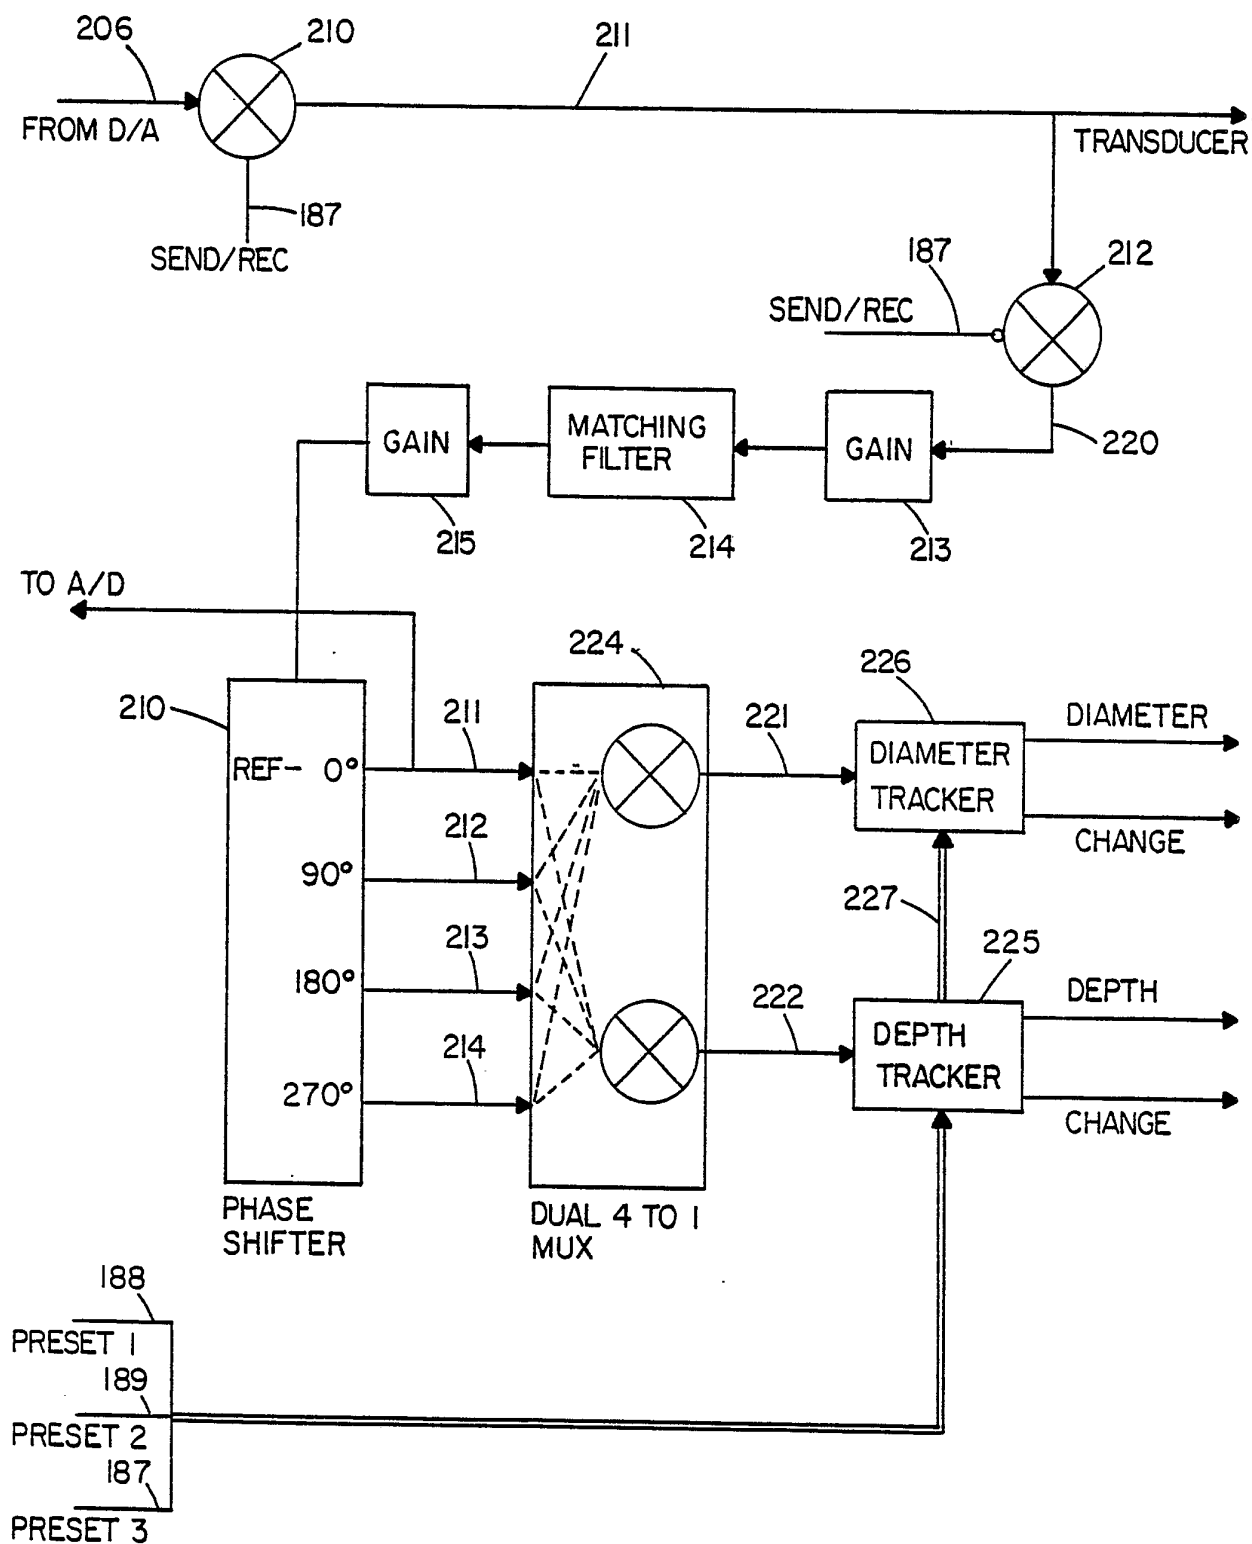 206
210
211
FROM D/A
TRANSDUCER
187
SEND/REC
187
212
SEND/REC
GAIN
MATCHING
FILTER
GAIN
220
215
214
213
TO A/D
224
226
210
211
221
DIAMETER
REF- 0°
DIAMETER
TRACKER
212
CHANGE
90°
227
213
225
180°
DEPTH
222
214
DEPTH
TRACKER
270°
CHANGE
PHASE
SHIFTER
DUAL 4 TO 1
MUX
188
PRESET 1
189
PRESET 2
187
PRESET 3